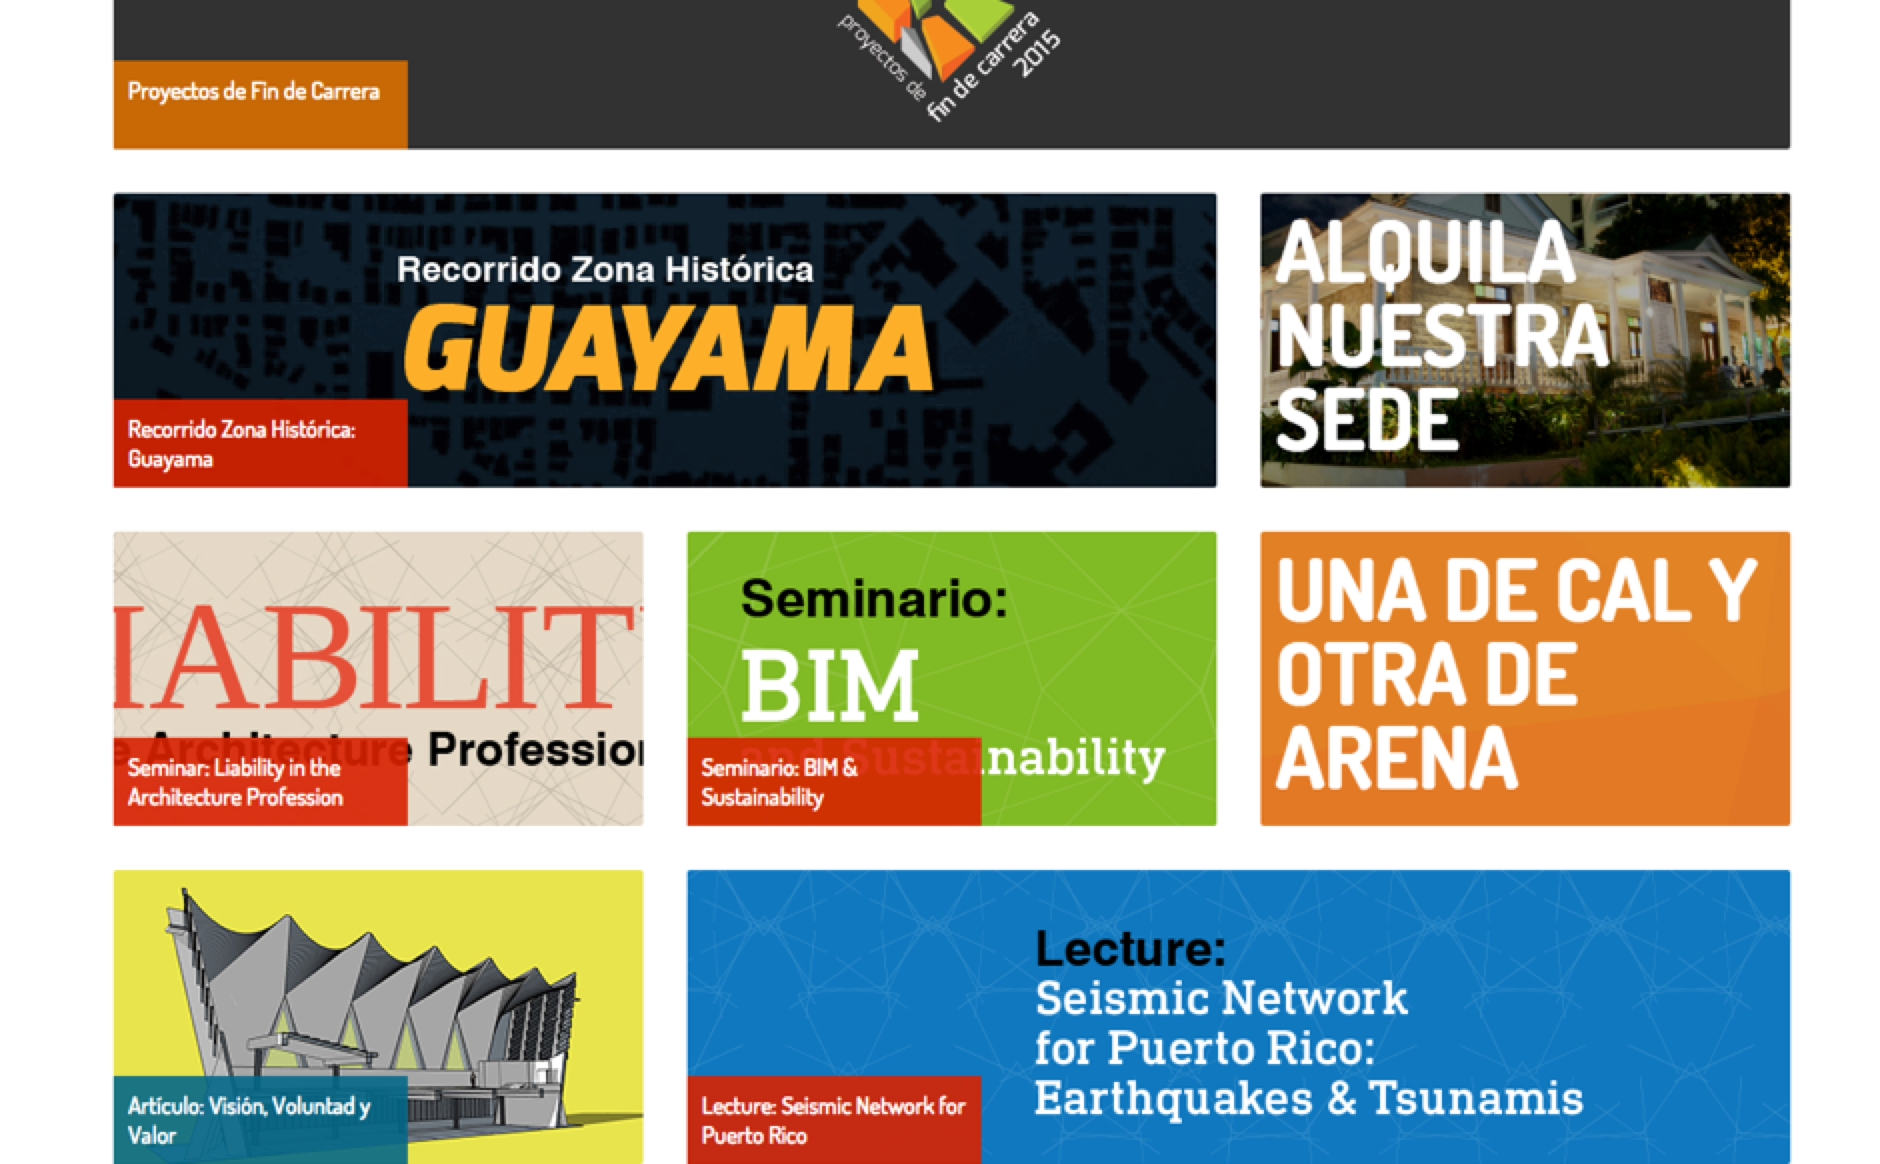 proyectos de
fin de carrera
2015
Proyectos de Fin de Carrera
Recorrido Zona Histórica
GUAYAMA
Recorrido Zona Histórica:
Guayama
ALQUILA
NUESTRA
SEDE
IABILIT
e Architecture Profession
Seminar: Liability in the
Architecture Profession
Seminario:
BIM
and Sustainability
Seminario: BIM &
Sustainability
UNA DE CAL Y
OTRA DE
ARENA
Artículo: Visión, Voluntad y
Valor
Lecture:
Seismic Network
for Puerto Rico:
Earthquakes & Tsunamis
Lecture: Seismic Network for
Puerto Rico